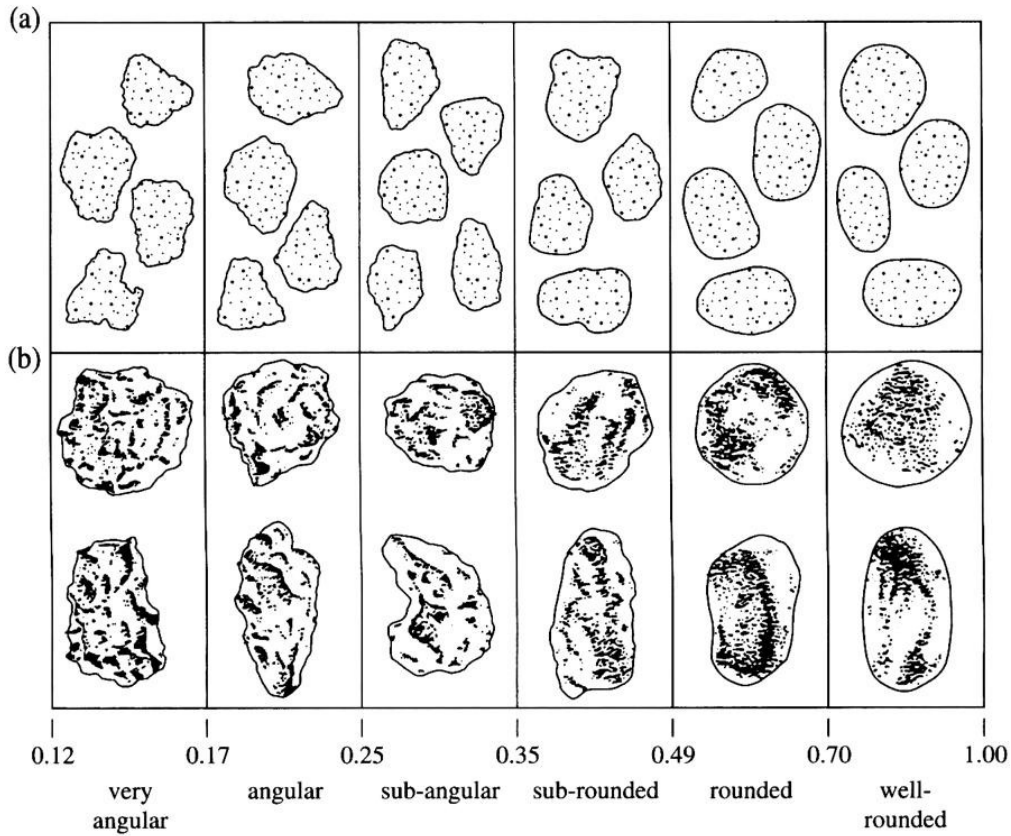 (a)
(b)
0.12 0.17 0.25 0.35 0.49 0.70 1.00
very angular sub-angular sub-rounded rounded well-
angular rounded